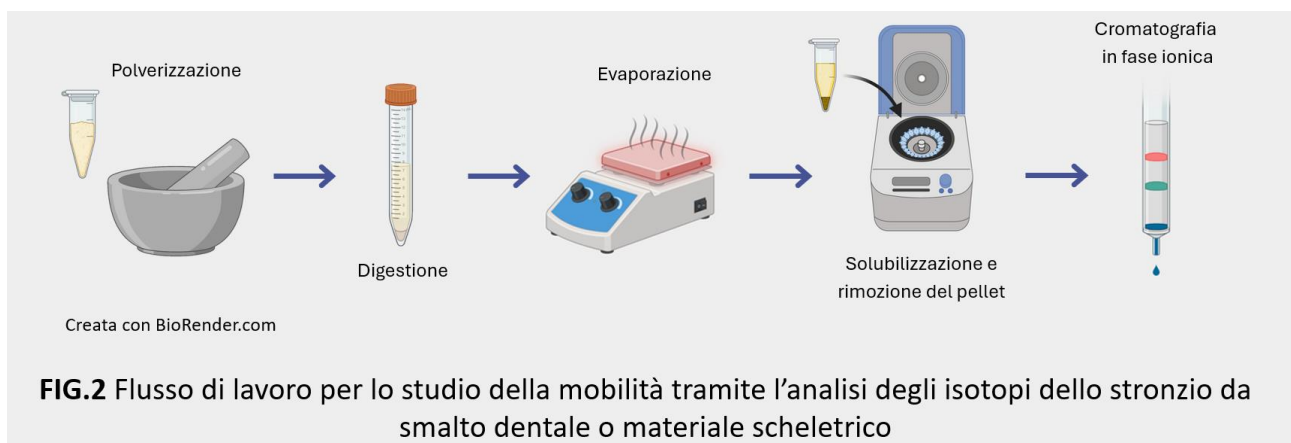 Polverizzazione
Digestione
Evaporazione
Solubilizzazione e
rimozione del pellet
Cromatografia
in fase ionica
Creata con BioRender.com
FIG.2 Flusso di lavoro per lo studio della mobilità tramite l’analisi degli isotopi dello stronzio da
smalto dentale o materiale scheletrico